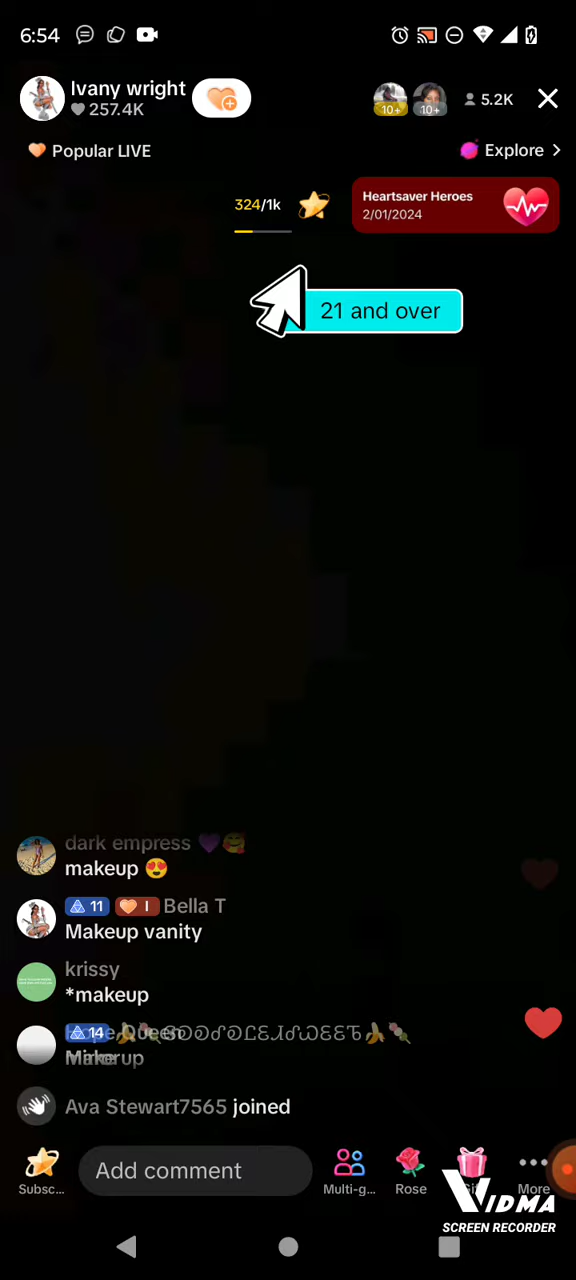 6:54
Ivany wright
257.4K
10+
10+
5.2K
Popular LIVE
Explore
324/1k
Heartsaver Heroes
2/01/2024
21 and over
dark empress 💜🥰
makeup 😍
11 I Bella T
Makeup vanity
krissy
*makeup
14
Ava Stewart7565 joined
Subsc...
Add comment
Multi-g...
Rose
More
VIDMA
SCREEN RECORDER